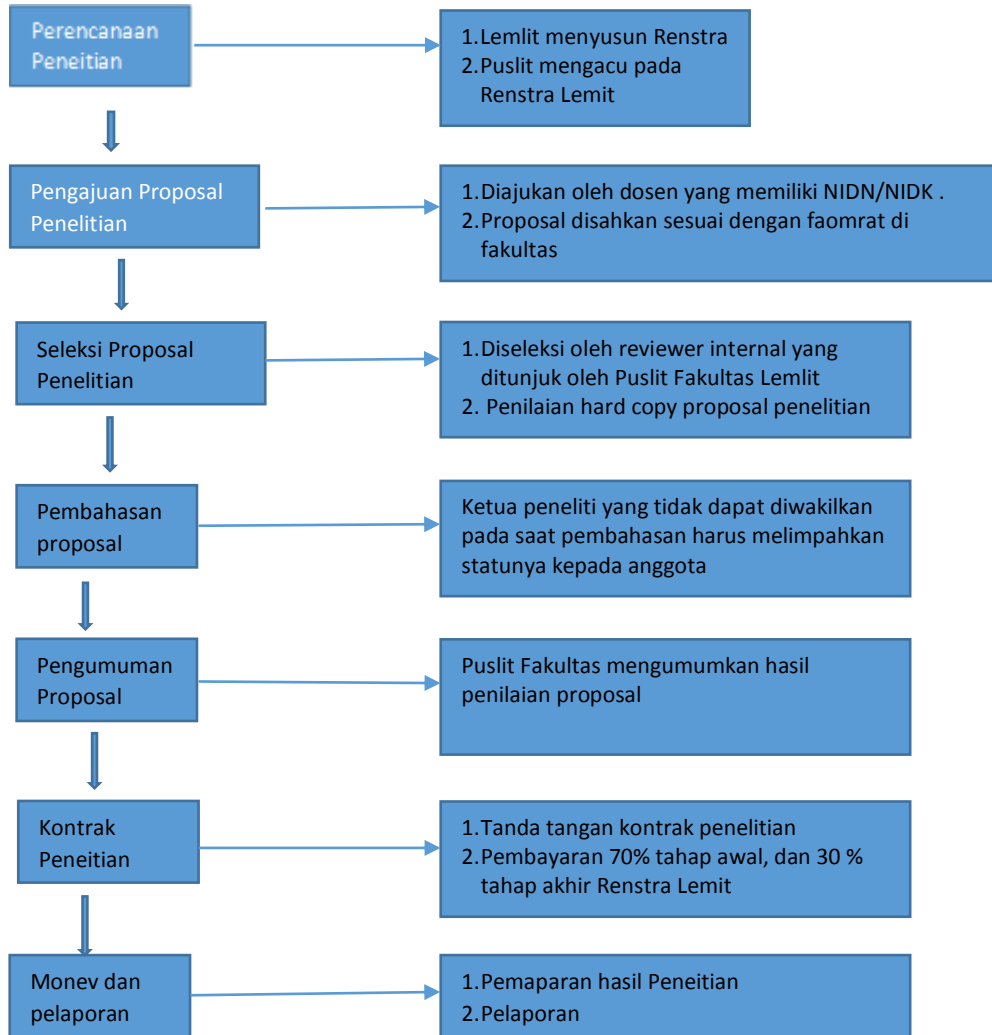 Perencanaan
Peneitian
1.Lemlit menyusun Renstra
2.Puslit mengacu pada
Renstra Lemit
Pengajuan Proposal
Penelitian
1.Diajukan oleh dosen yang memiliki NIDN/NIDK .
2.Proposal disahkan sesuai dengan faomrat di
fakultas
Seleksi Proposal
Penelitian
1.Diseleksi oleh reviewer internal yang
ditunjuk oleh Puslit Fakultas Lemlit
2. Penilaian hard copy proposal penelitian
Pembahasan
proposal
Ketua peneliti yang tidak dapat diwakilkan
pada saat pembahasan harus melimpahkan
statunya kepada anggota
Pengumuman
Proposal
Puslit Fakultas mengumumkan hasil
penilaian proposal
Kontrak
Peneitian
1.Tanda tangan kontrak penelitian
2.Pembayaran 70% tahap awal, dan 30 %
tahap akhir Renstra Lemit
Monev dan
pelaporan
1.Pemaparan hasil Peneitian
2.Pelaporan